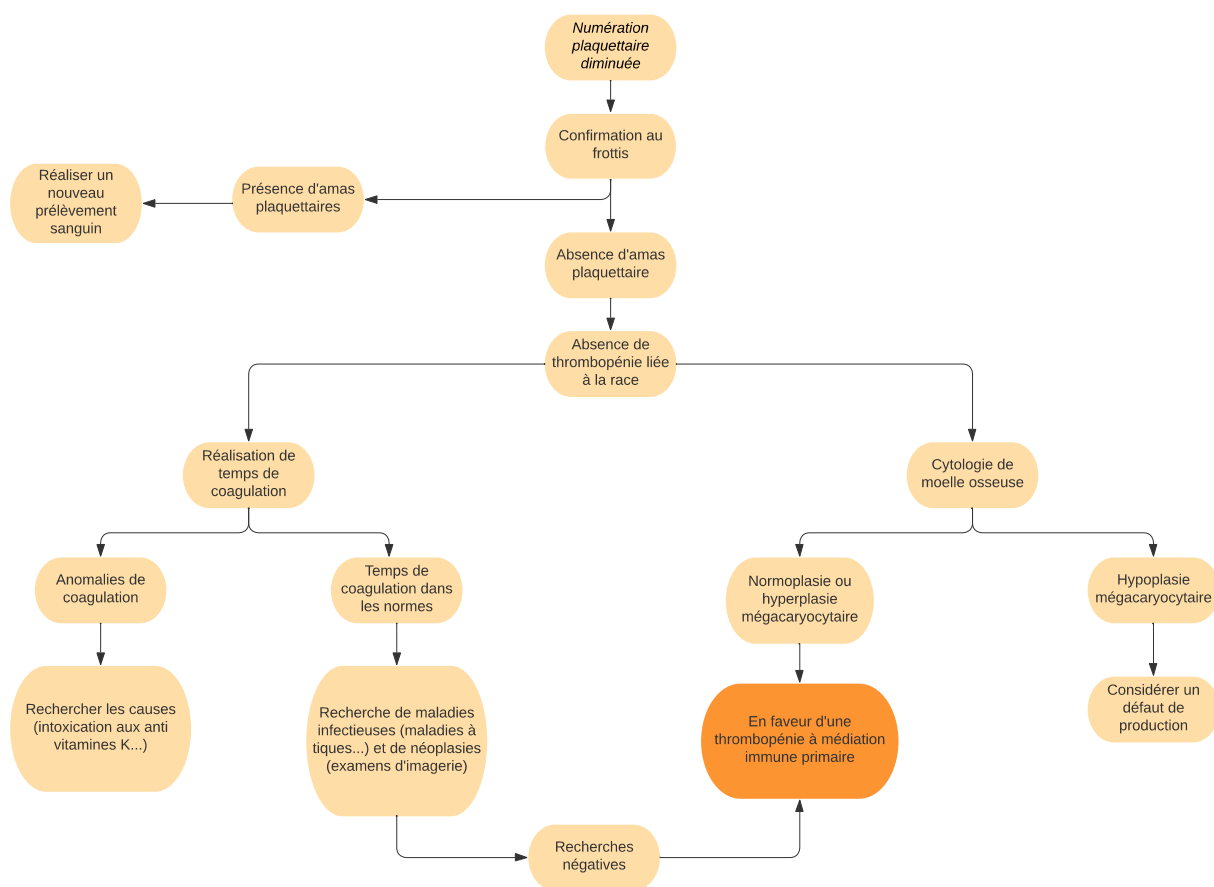 Numération
plaquettaire
diminuée
Confirmation au
frottis
Réaliser un
nouveau
prélèvement
sanguin
Présence d'amas
plaquettaires
Absence d'amas
plaquettaire
Absence de
thrombopénie liée
à la race
Réalisation de
temps de
coagulation
Cytologie de
moelle osseuse
Anomalies de
coagulation
Temps de
coagulation dans
les normes
Normoplasie ou
hyperplasie
mégacaryocytaire
Hypoplasie
mégacaryocytaire
Rechercher les causes
(intoxication aux anti
vitamines K...)
Recherche de maladies
infectieuses (maladies à
tiques...) et de néoplasies
(examens d'imagerie)
En faveur d'une
thrombopénie à médiation
immune primaire
Considérer un
défaut de
production
Recherches
négatives